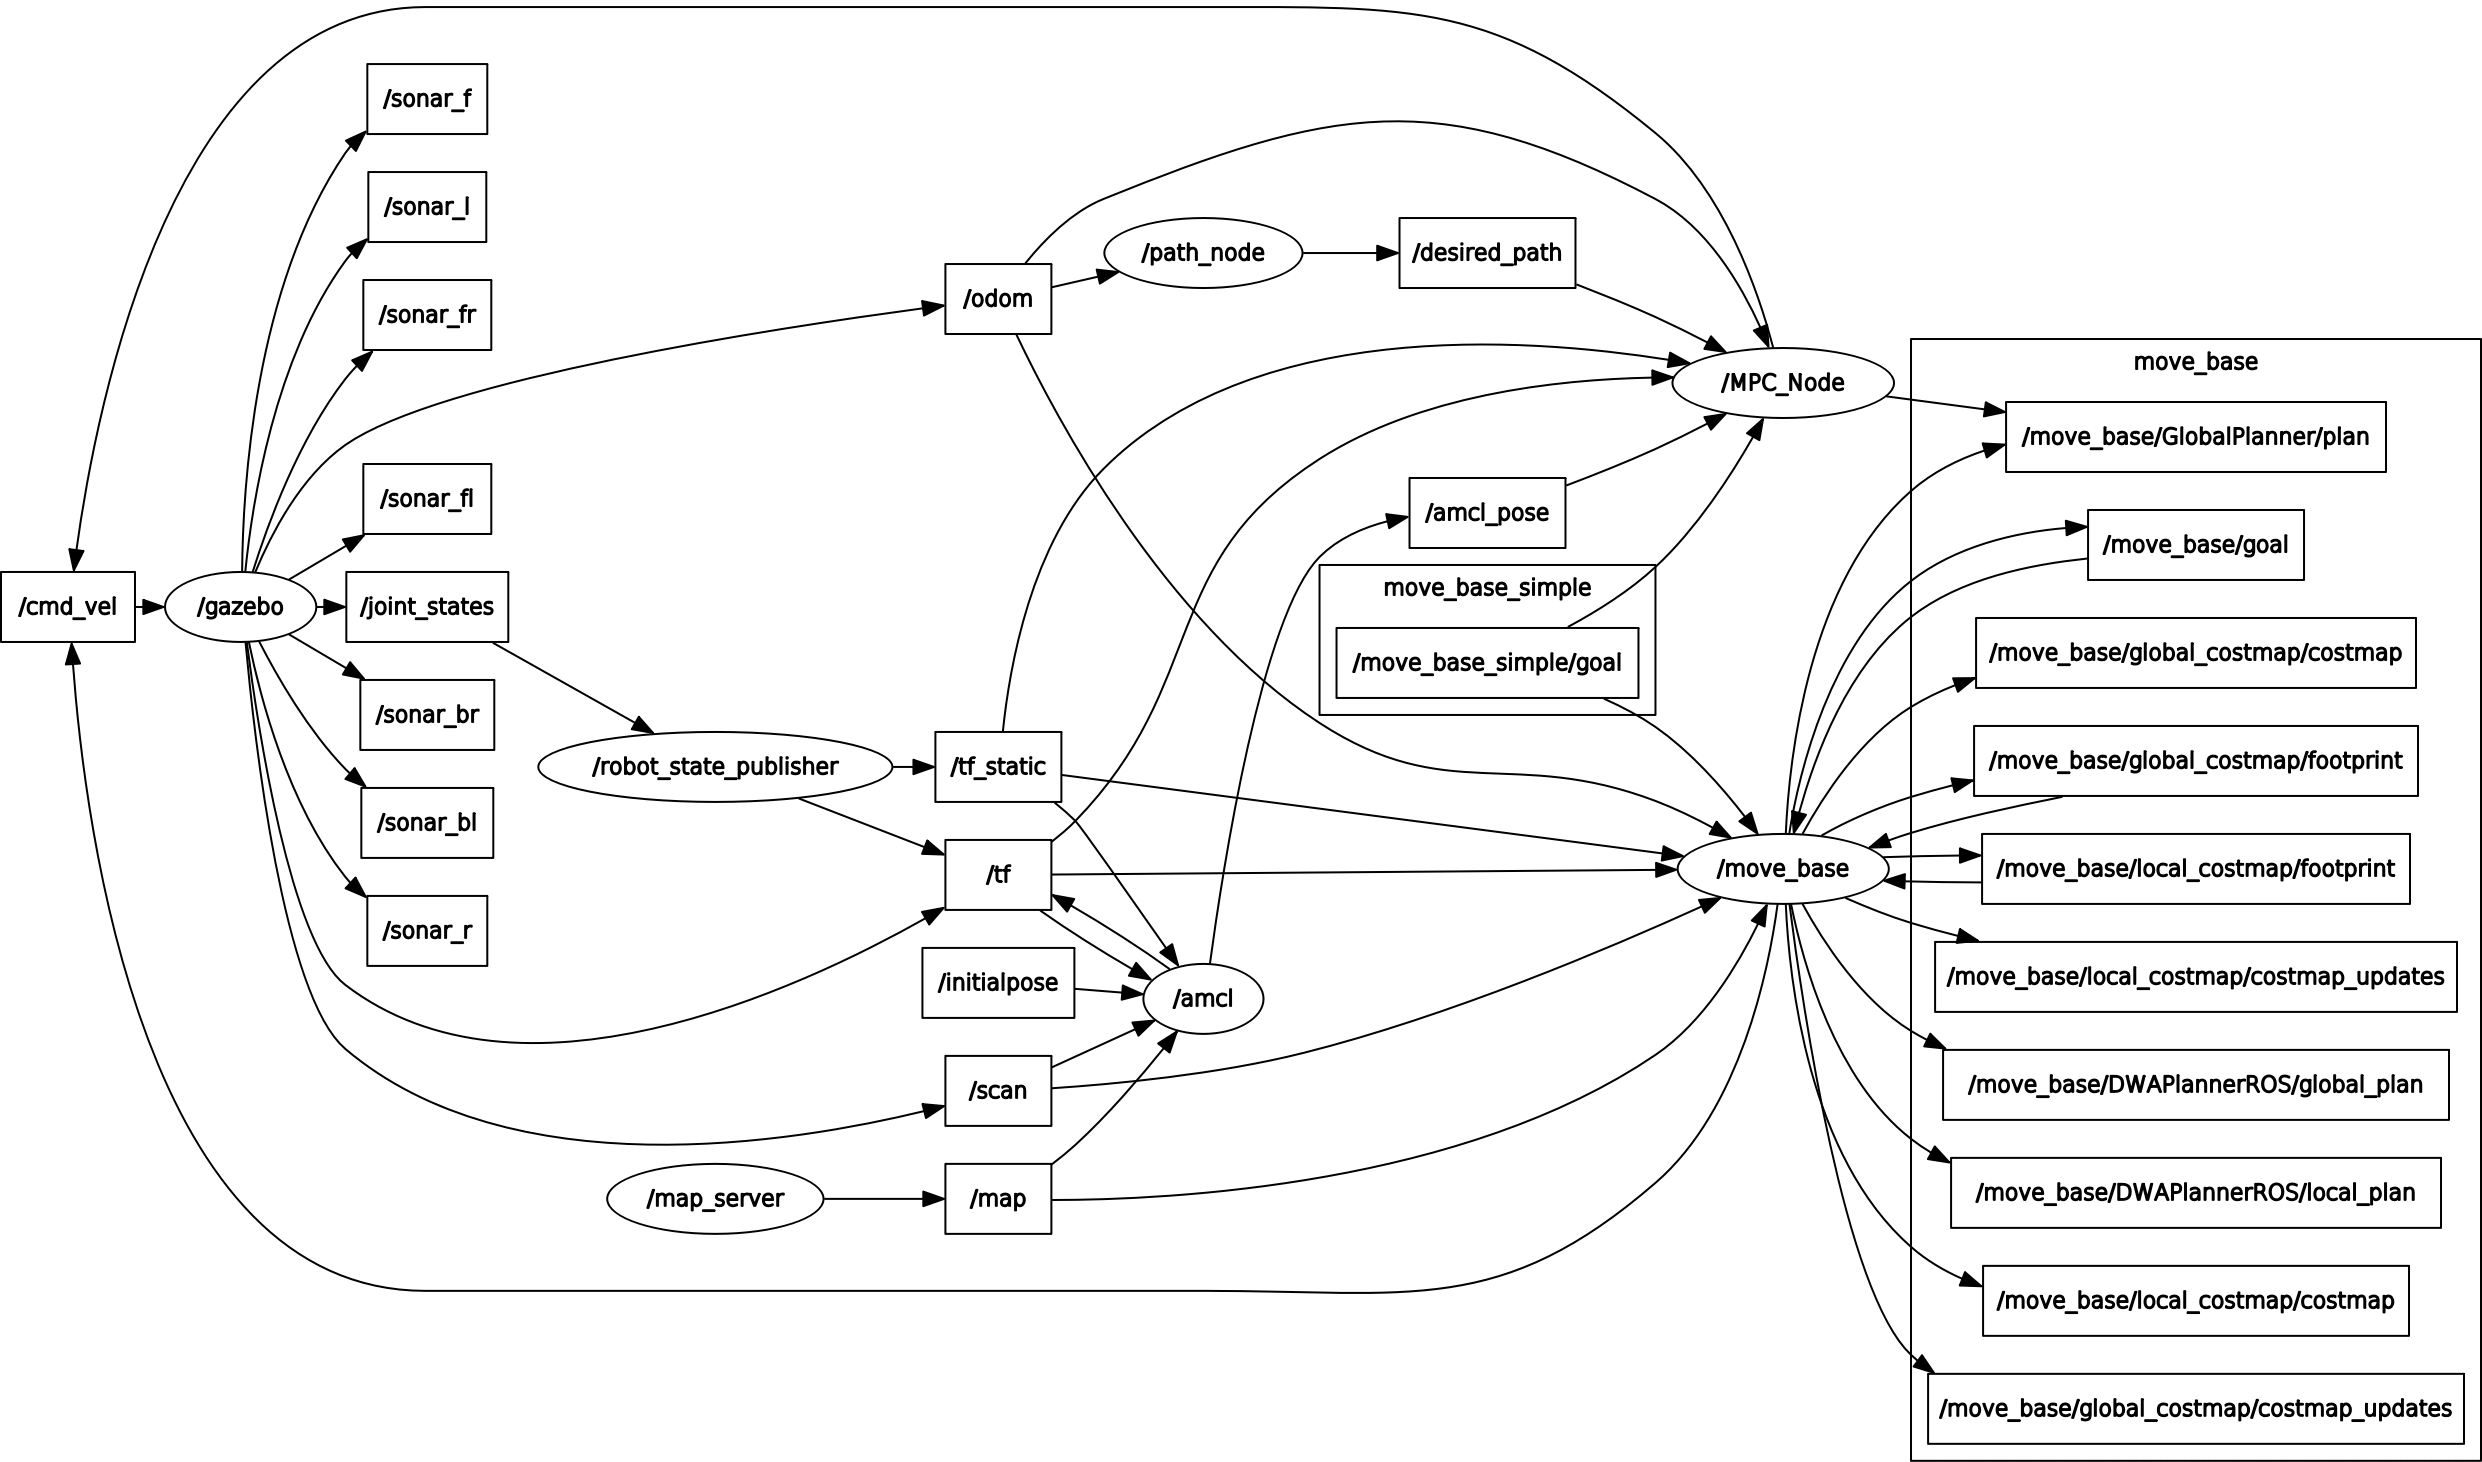 /sonar_f
/sonar_l
/sonar_fr
/sonar_fl
/cmd_vel
/gazebo
/joint_states
/sonar_br
/sonar_bl
/sonar_r
/robot_state_publisher
/map_server
/odom
/tf_static
/tf
/initialpose
/scan
/map
/path_node
/amcl
/desired_path
/amcl_pose
move_base_simple
/move_base_simple/goal
/MPC_Node
/move_base
move_base
/move_base/GlobalPlanner/plan
/move_base/goal
/move_base/global_costmap/costmap
/move_base/global_costmap/footprint
/move_base/local_costmap/footprint
/move_base/local_costmap/costmap_updates
/move_base/DWAPlannerROS/global_plan
/move_base/DWAPlannerROS/local_plan
/move_base/local_costmap/costmap
/move_base/global_costmap/costmap_updates